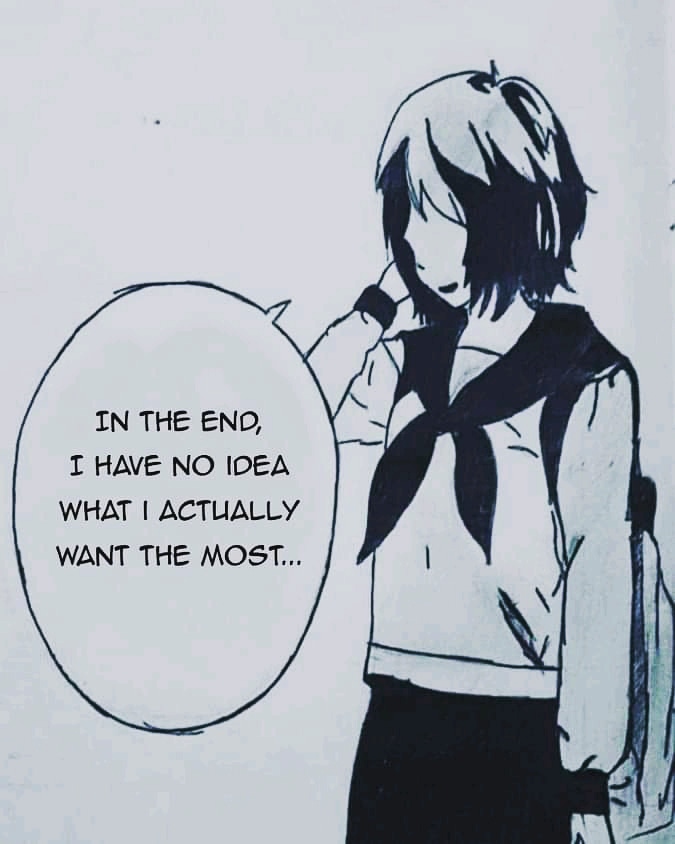 IN THE END,
I HAVE NO IDEA
WHAT I ACTUALLY
WANT THE MOST...